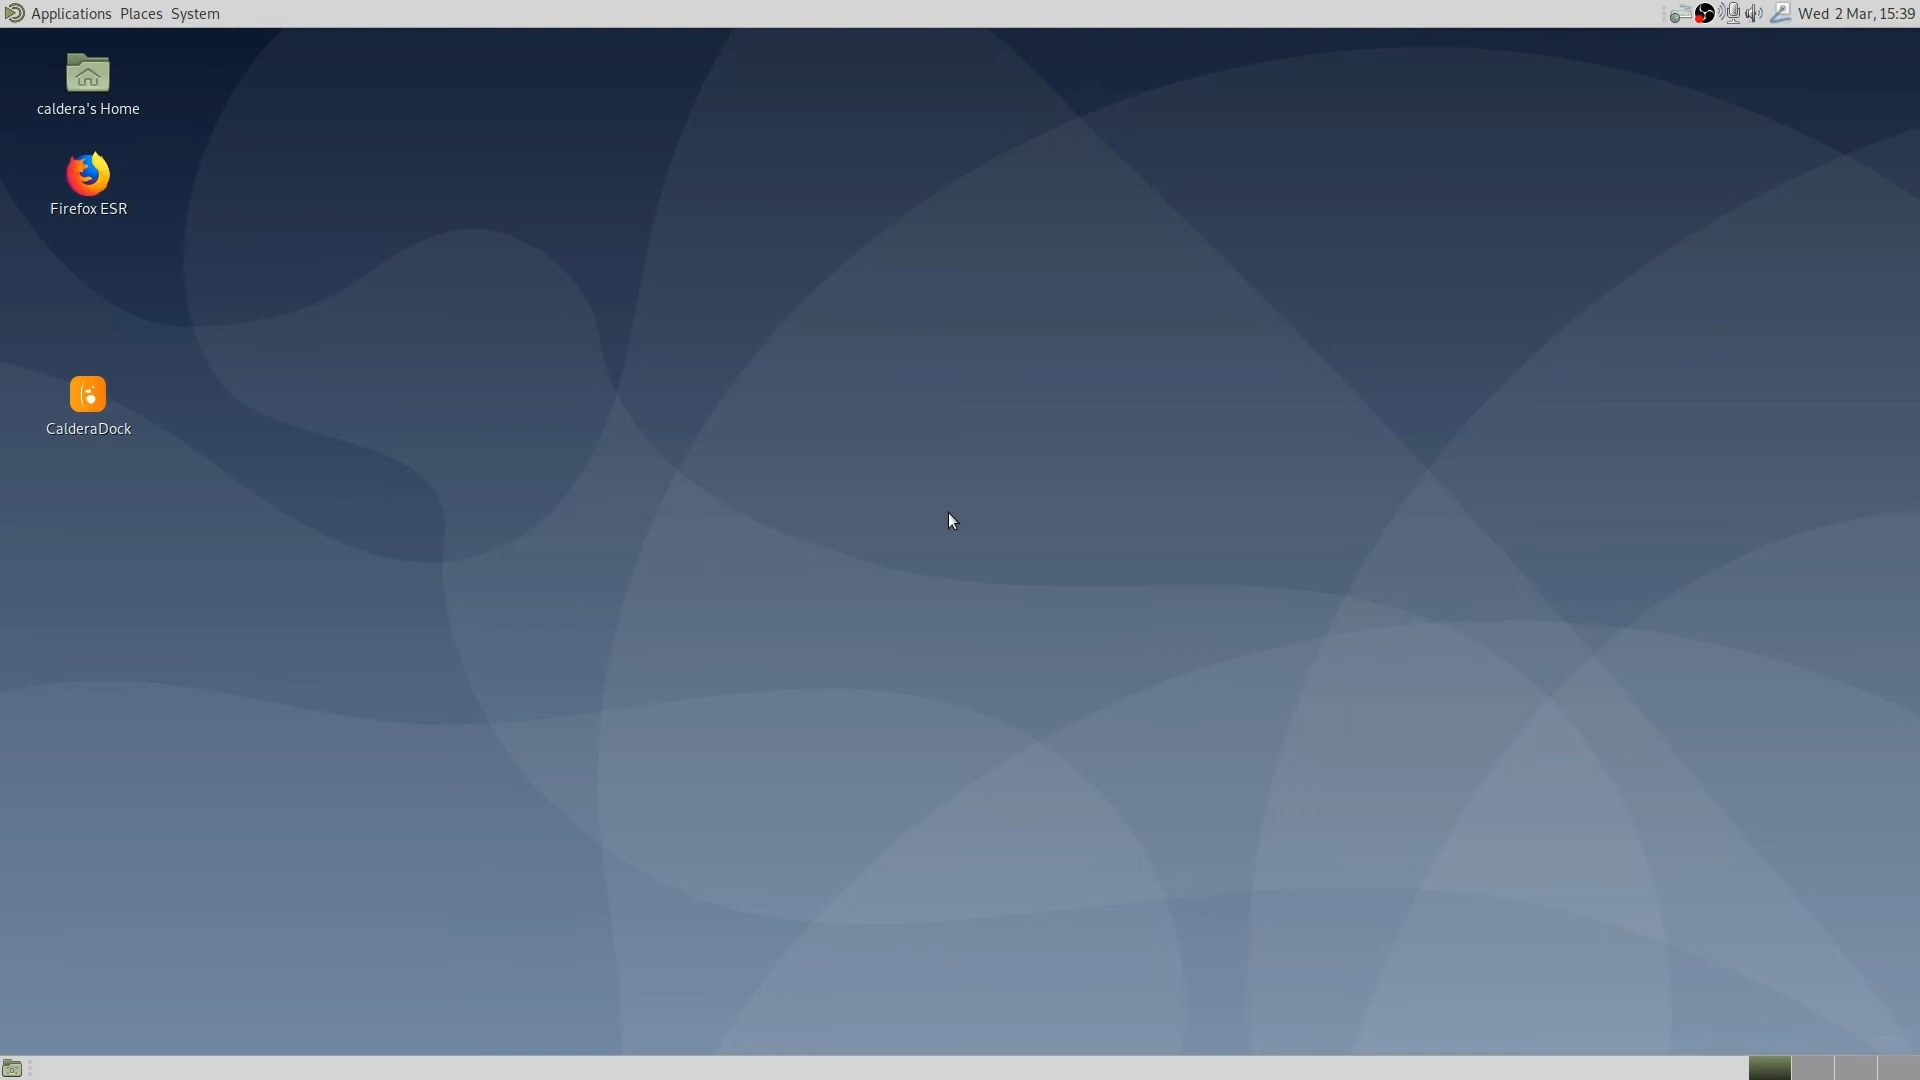 Applications Places System
Wed 2 Mar, 15:39
caldera's Home
Firefox ESR
CalderaDock